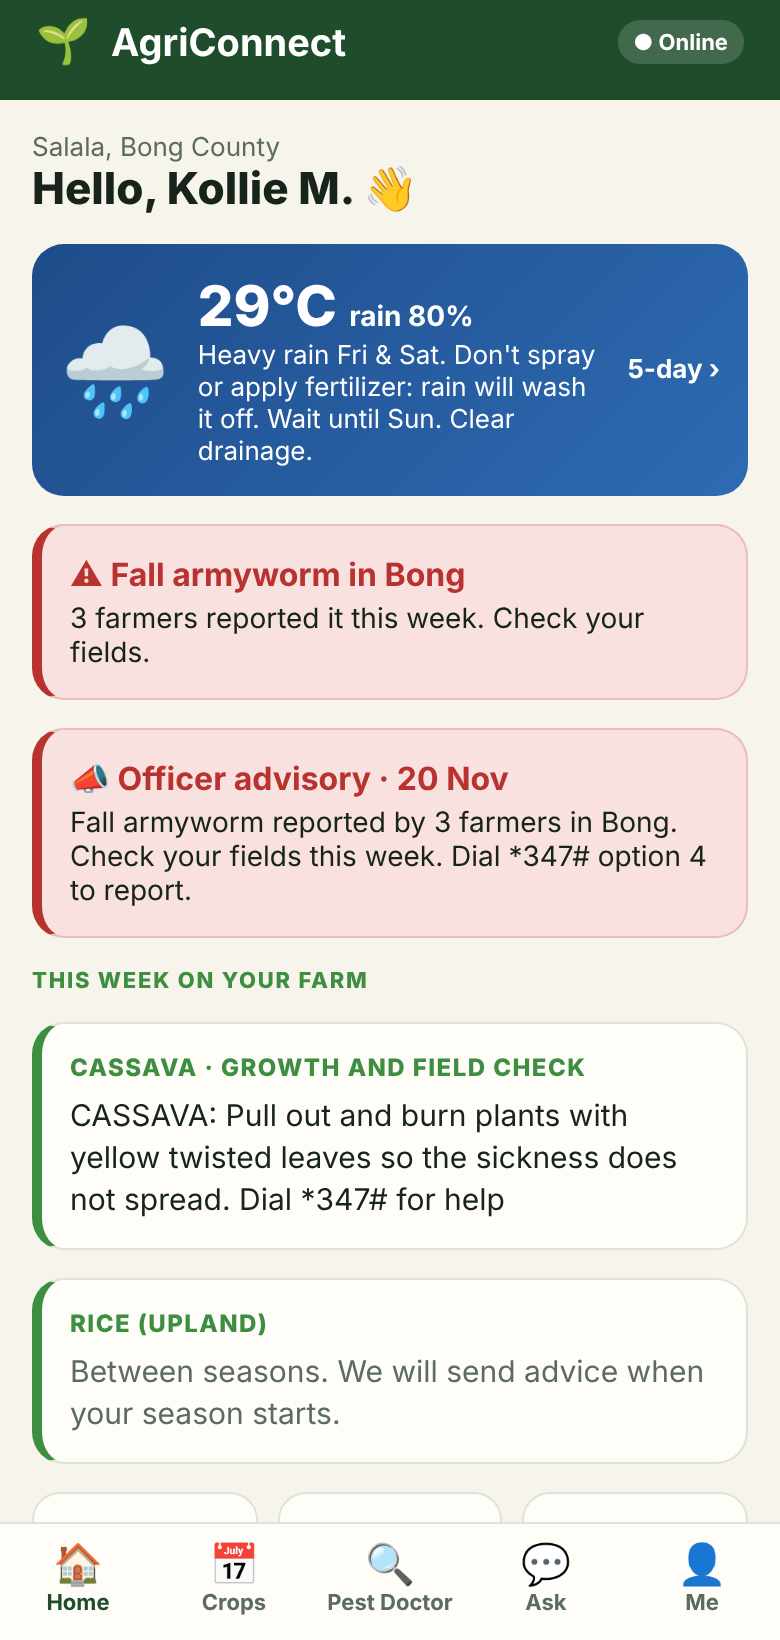 AgriConnect
Online
Salala, Bong County
Hello, Kollie M. 👋
29°C rain 80%
Heavy rain Fri & Sat. Don't spray
or apply fertilizer: rain will wash
it off. Wait until Sun. Clear
drainage.
5-day ›
⚠ Fall armyworm in Bong
3 farmers reported it this week. Check your
fields.
📣 Officer advisory · 20 Nov
Fall armyworm reported by 3 farmers in Bong.
Check your fields this week. Dial *347# option 4
to report.
THIS WEEK ON YOUR FARM
CASSAVA · GROWTH AND FIELD CHECK
CASSAVA: Pull out and burn plants with
yellow twisted leaves so the sickness does
not spread. Dial *347# for help
RICE (UPLAND)
Between seasons. We will send advice when
your season starts.
July
17
Home
Crops
Pest Doctor
Ask
Me